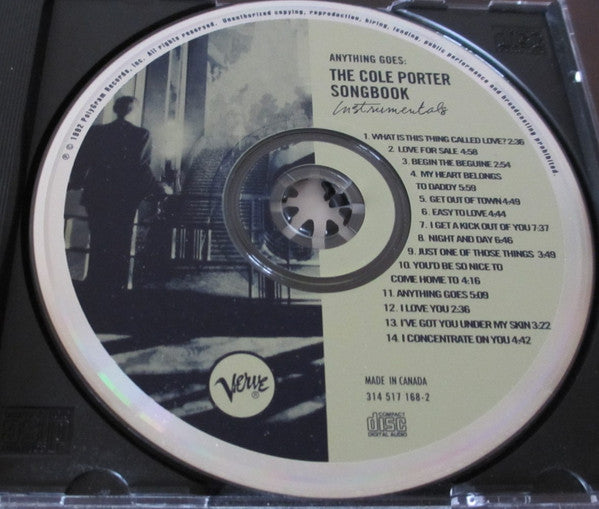 ℗ © 1992 PolyGram Records, Inc. All rights reserved. Unauthorized copying, reproduction, hiring, lending, public performance and broadcasting prohibited.
ANYTHING GOES:
THE COLE PORTER
SONGBOOK
Instrumentals
1. WHAT IS THIS THING CALLED LOVE? 2:36
2. LOVE FOR SALE 4:58
3. BEGIN THE BEGUINE 2:54
4. MY HEART BELONGS
TO DADDY 5:59
5. GET OUT OF TOWN 4:49
6. EASY TO LOVE 4:44
7. I GET A KICK OUT OF YOU 7:37
8. NIGHT AND DAY 6:46
9. JUST ONE OF THOSE THINGS 3:49
10. YOU'D BE SO NICE TO
COME HOME TO 4:16
11. ANYTHING GOES 5:09
12. I LOVE YOU 2:36
13. I'VE GOT YOU UNDER MY SKIN 3:22
14. I CONCENTRATE ON YOU 4:42
Verve
®
MADE IN CANADA
314 517 168-2
COMPACT
disc
DIGITAL AUDIO